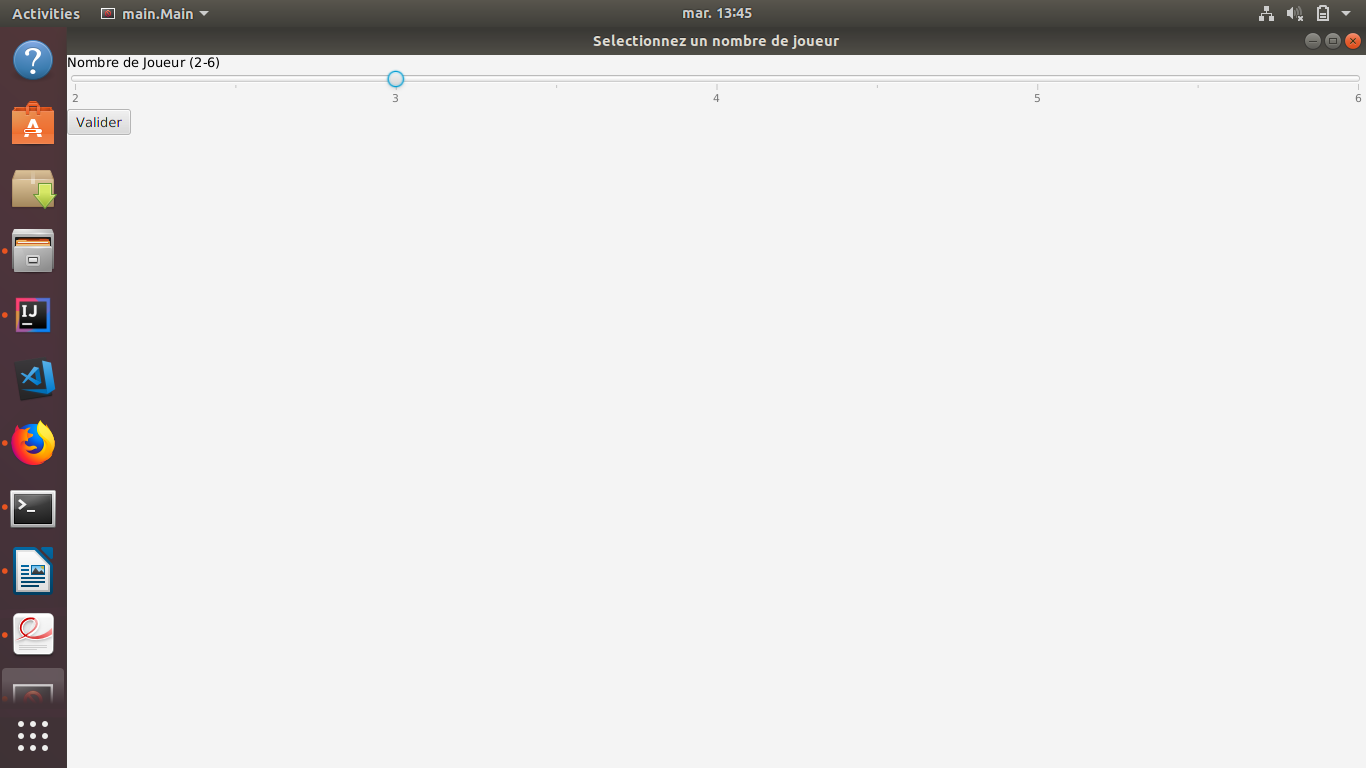 Activities main.Main mar. 13:45
Selectionnez un nombre de joueur
Nombre de Joueur (2-6)
2 3 4 5 6
Valider
?
A
IJ
>_